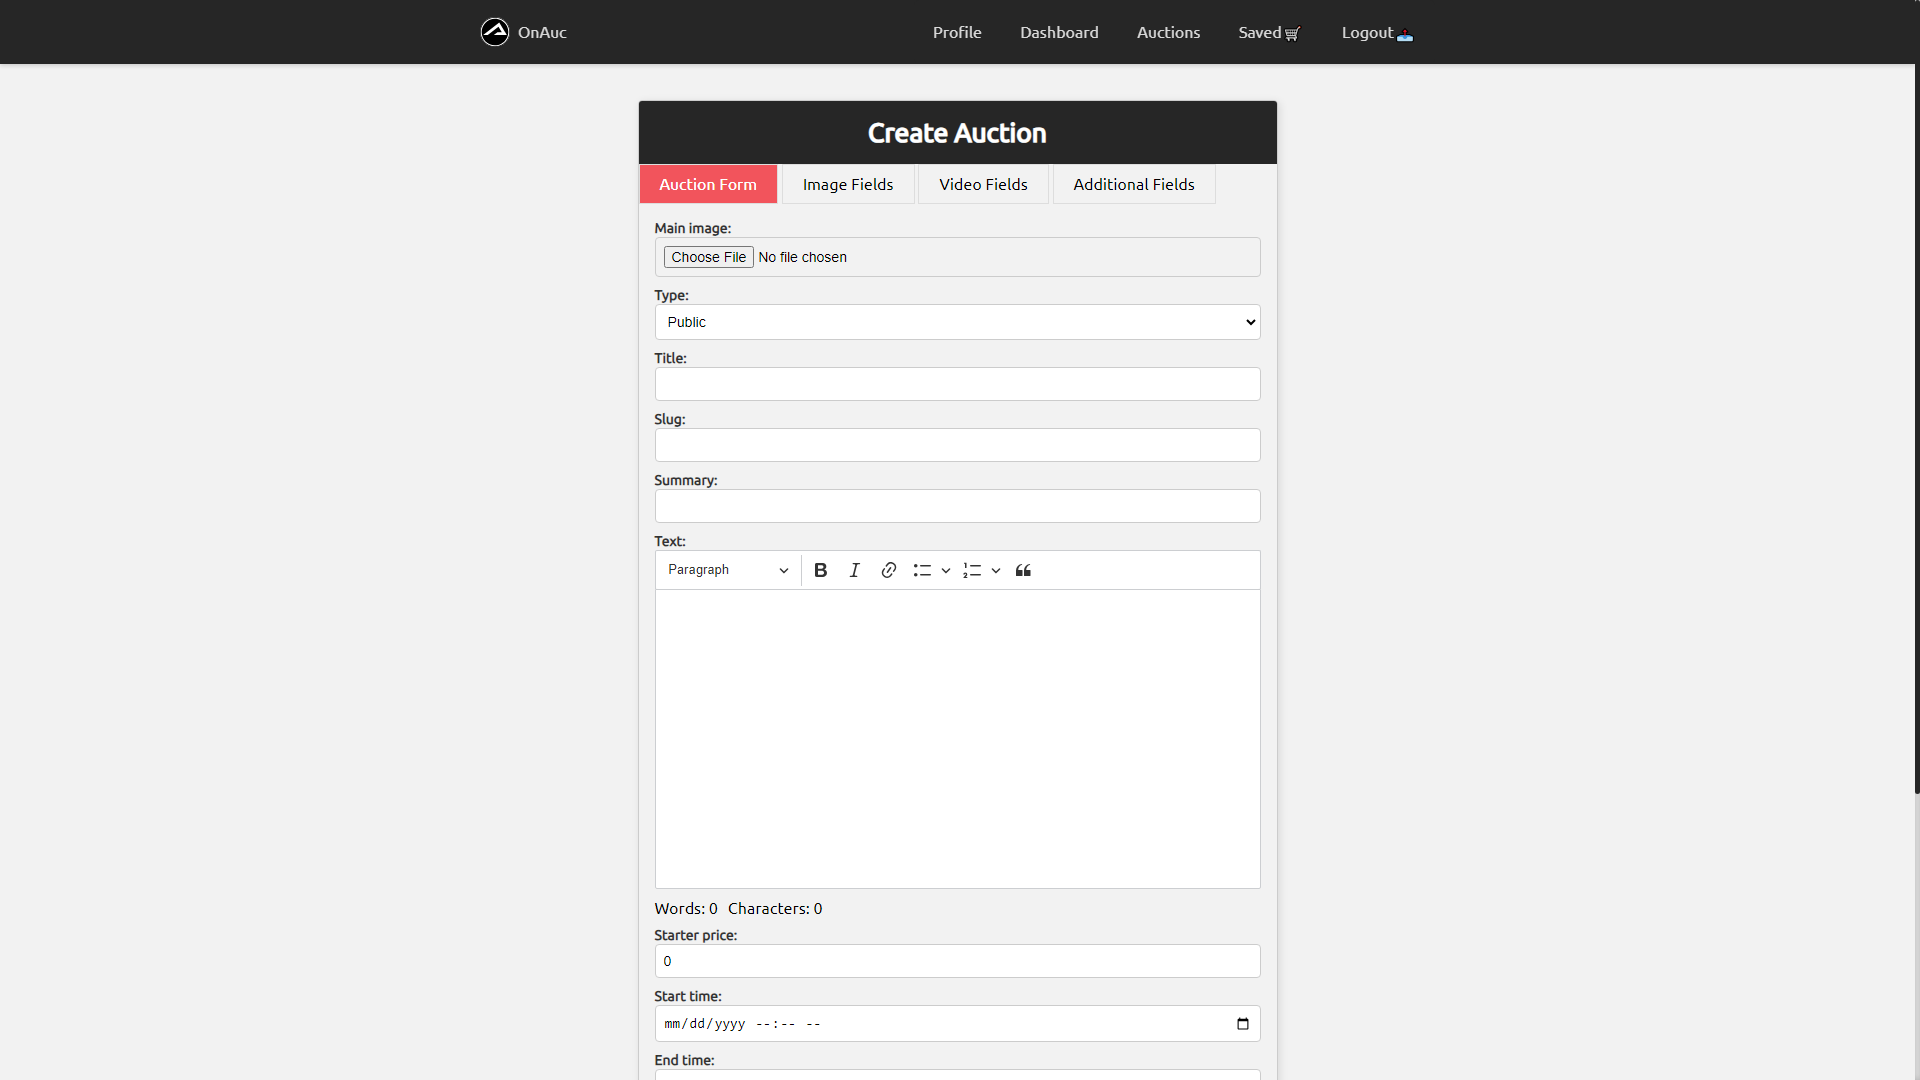 OnAuc Profile Dashboard Auctions Saved Logout
Create Auction
Auction Form Image Fields Video Fields Additional Fields
Main image:
Choose File No file chosen
Type:
Public
Title:
Slug:
Summary:
Text:
Paragraph B I
Words: 0 Characters: 0
Starter price:
0
Start time:
mm/dd/yyyy --:-- --
End time: